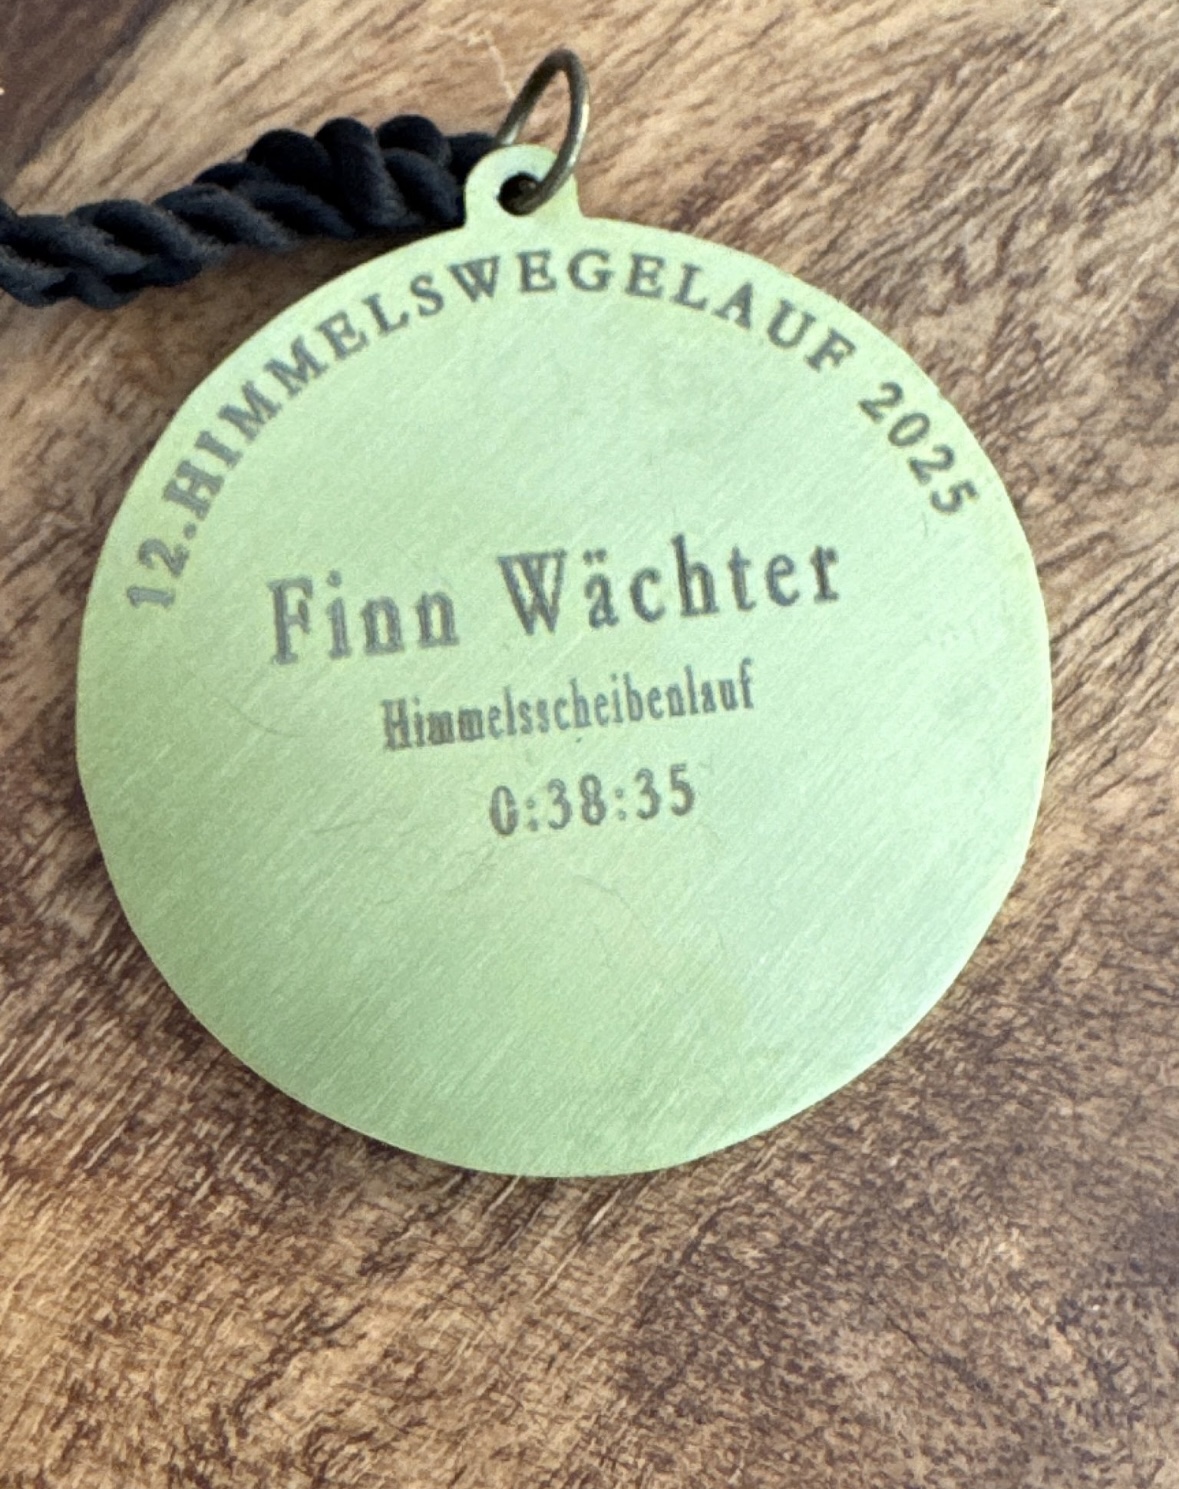 12.HIMMELSWEGELAUF 2025
Finn Wächter
Himmelsscheibenlauf
0:38:35